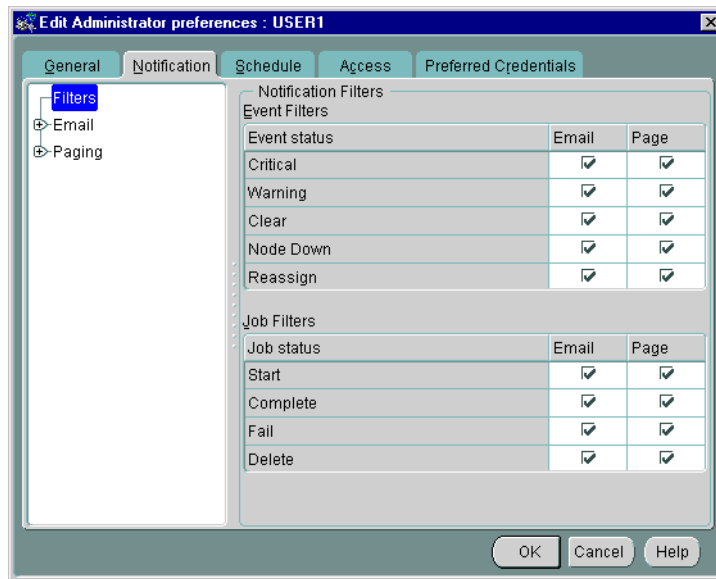 Edit Administrator preferences : USER1
General Notification Schedule Access Preferred Credentials
Filters
Email
Paging
Notification Filters
Event Filters
Event status Email Page
Critical
Warning
Clear
Node Down
Reassign
Job Filters
Job status Email Page
Start
Complete
Fail
Delete
OK Cancel Help